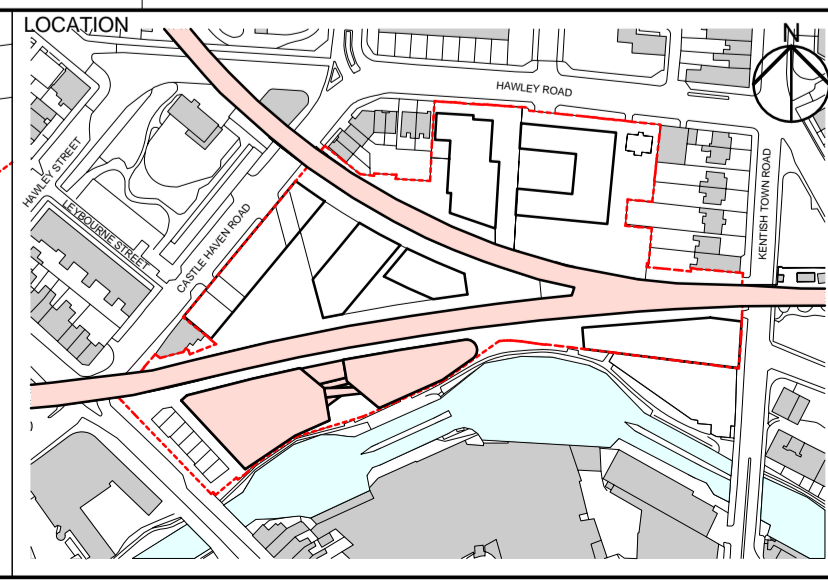 LOCATION
N
HAWLEY ROAD
HAWLEY STREET
LEYBOURNE STREET
CASTLE HAVEN ROAD
KENTISH TOWN ROAD